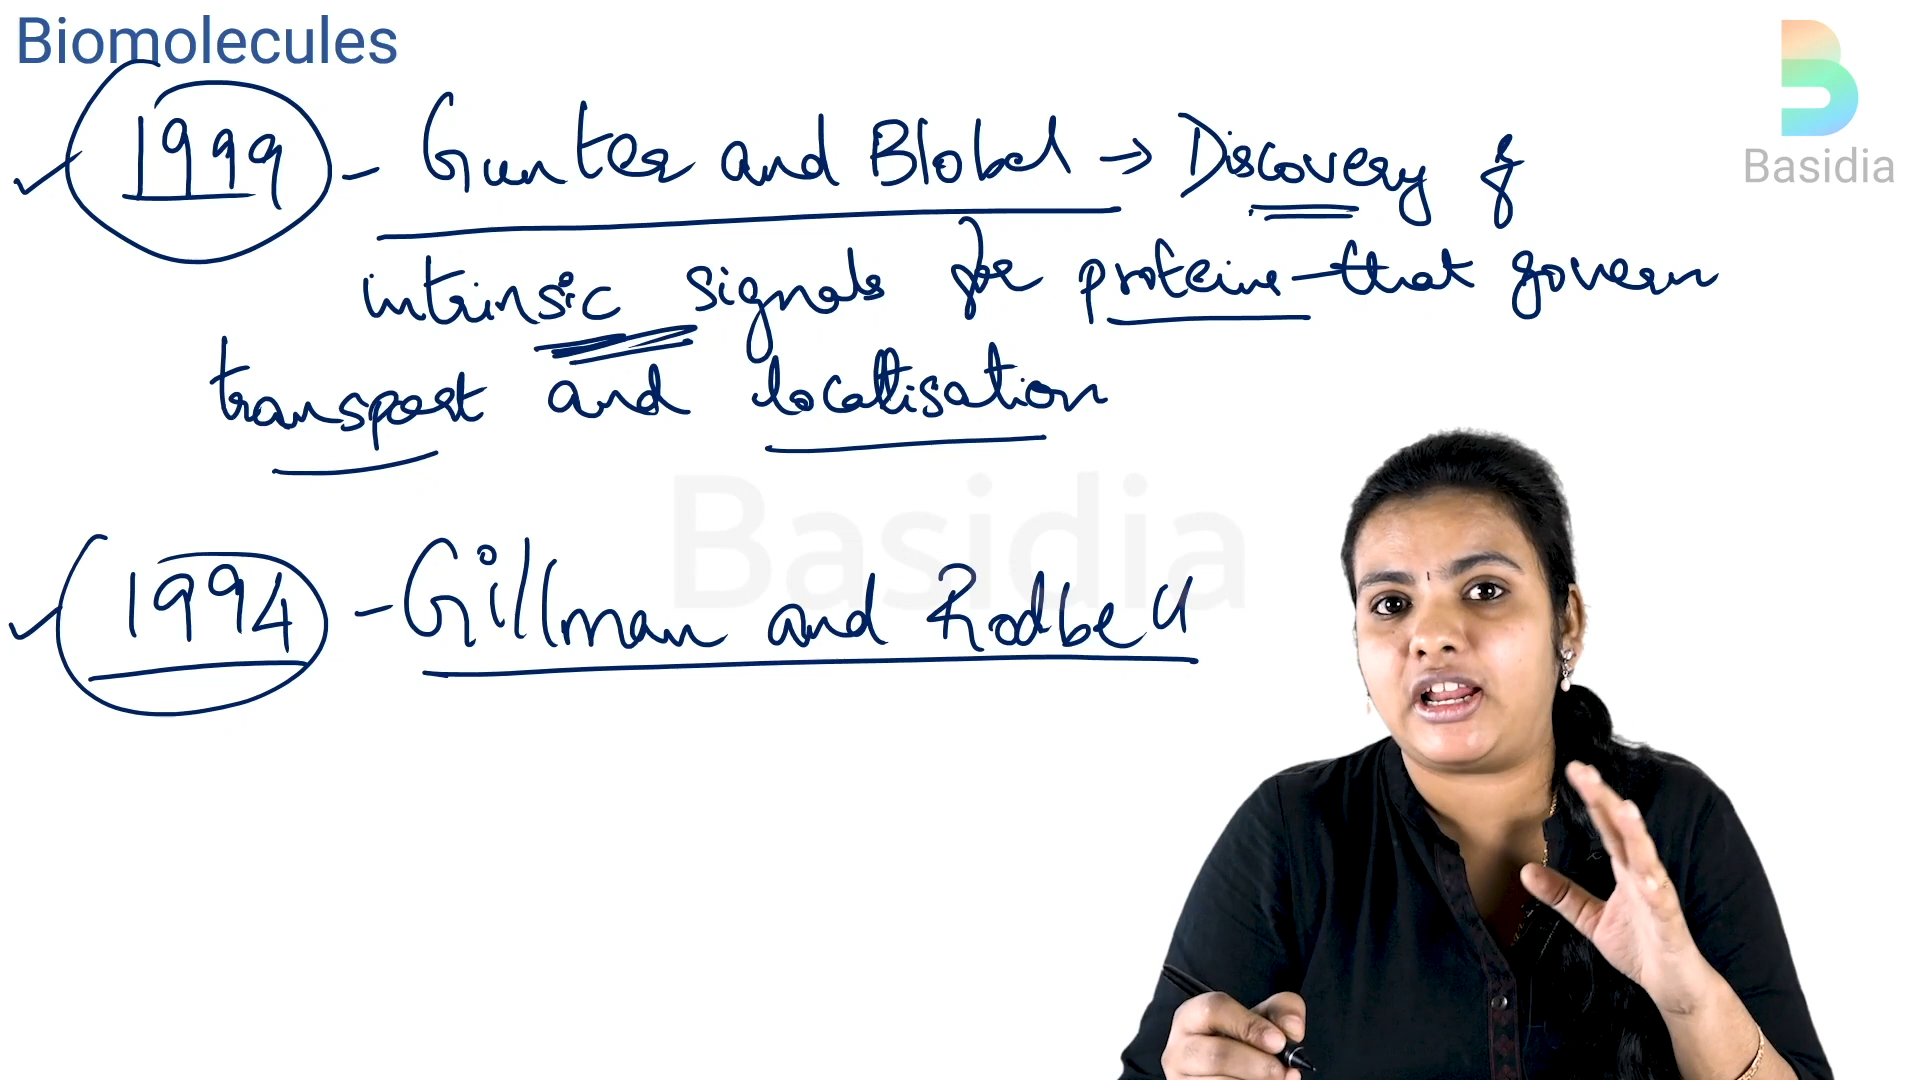 Biomolecules
Basidia
1999 - Gunter and Blobel → Discovery of
intrinsic signals for proteins that govern
transport and localisation
Basidia
1994 - Gillman and Rodbell